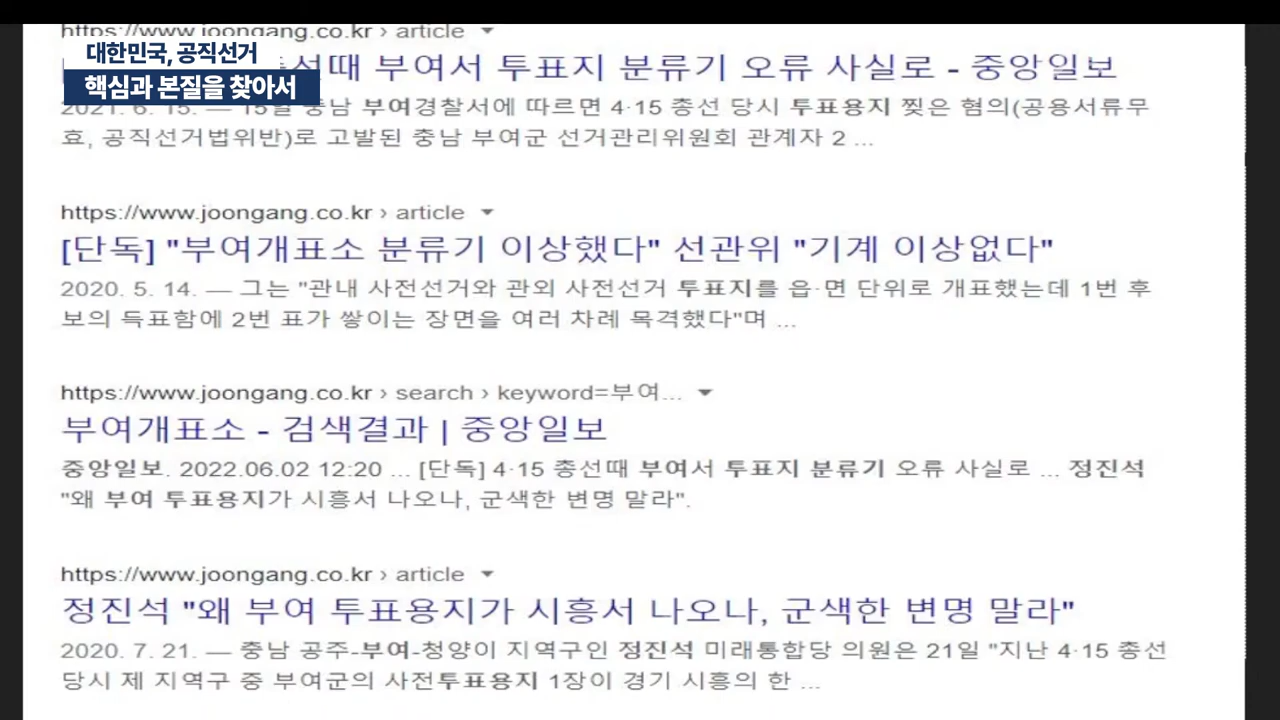 https://www.joongang.co.kr › article
대한민국, 공직선거
핵심과 본질을 찾아서
선때 부여서 투표지 분류기 오류 사실로 - 중앙일보
2021. 6. 15. — 15일 충남 부여경찰서에 따르면 4·15 총선 당시 투표용지 찢은 혐의(공용서류무
효, 공직선거법위반)로 고발된 충남 부여군 선거관리위원회 관계자 2 ...
https://www.joongang.co.kr › article
[단독] "부여개표소 분류기 이상했다" 선관위 "기계 이상없다"
2020. 5. 14. — 그는 "관내 사전선거와 관외 사전선거 투표지를 읍·면 단위로 개표했는데 1번 후
보의 득표함에 2번 표가 쌓이는 장면을 여러 차례 목격했다"며 ...
https://www.joongang.co.kr › search › keyword=부여...
부여개표소 - 검색결과 | 중앙일보
중앙일보. 2022.06.02 12:20 ... [단독] 4·15 총선때 부여서 투표지 분류기 오류 사실로 ... 정진석
"왜 부여 투표용지가 시흥서 나오나, 군색한 변명 말라".
https://www.joongang.co.kr › article
정진석 "왜 부여 투표용지가 시흥서 나오나, 군색한 변명 말라"
2020. 7. 21. — 충남 공주-부여-청양이 지역구인 정진석 미래통합당 의원은 21일 "지난 4·15 총선
당시 제 지역구 중 부여군의 사전투표용지 1장이 경기 시흥의 한 ...